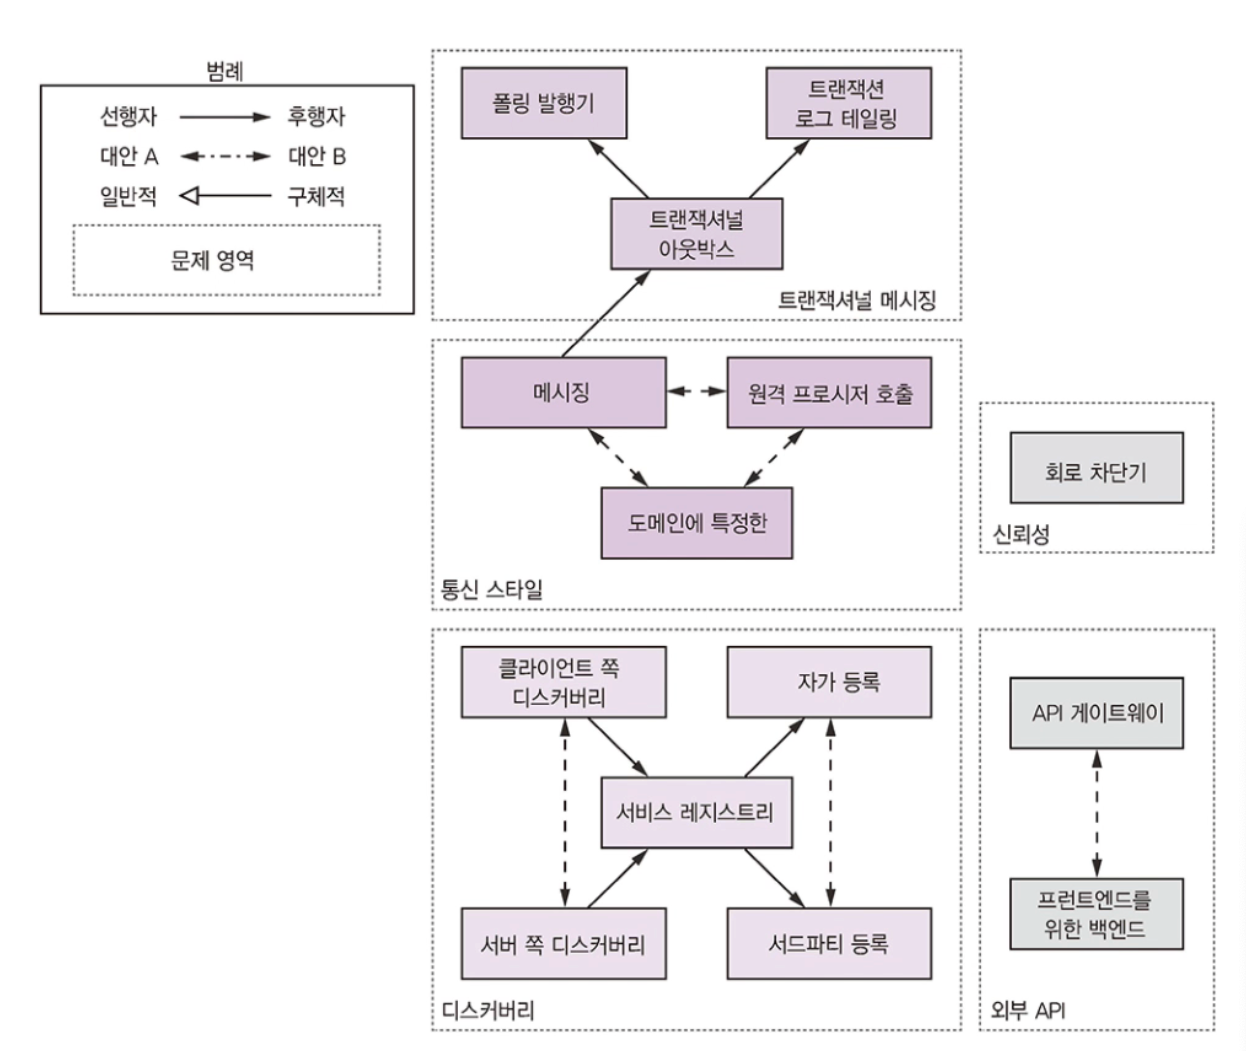 범례
선행자
후행자
대안 A
대안 B
일반적
구체적
문제 영역
폴링 발행기
트랜잭션
로그 테일링
트랜잭셔널
아웃박스
트랜잭셔널 메시징
메시징
원격 프로시저 호출
도메인에 특정한
통신 스타일
회로 차단기
신뢰성
클라이언트 쪽
디스커버리
자가 등록
서비스 레지스트리
서버 쪽 디스커버리
서드파티 등록
디스커버리
API 게이트웨이
프런트엔드를
위한 백엔드
외부 API